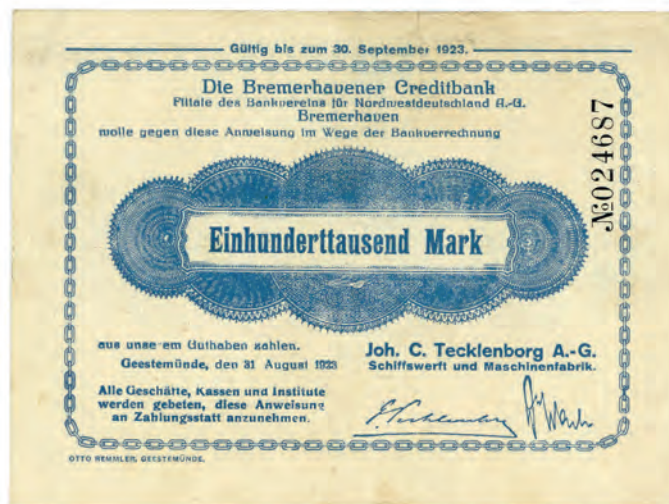 Gültig bis zum 30. September 1923.
Die Bremerhavener Creditbank
Filiale des Bankvereins für Nordwestdeutschland A.-G.
Bremerhaven
wolle gegen diese Anweisung im Wege der Bankverrechnung
№024687
Einhunderttausend Mark
aus unse em Guthaben zahlen.
Geestemünde, den 31 August 1923
Joh. C. Tecklenborg A.-G.
Schiffswerft und Maschinenfabrik.
Alle Geschäfte, Kassen und Institute
werden gebeten, diese Anweisung
an Zahlungsstatt anzunehmen.
OTTO REMMLER, GEESTEMÜNDE.